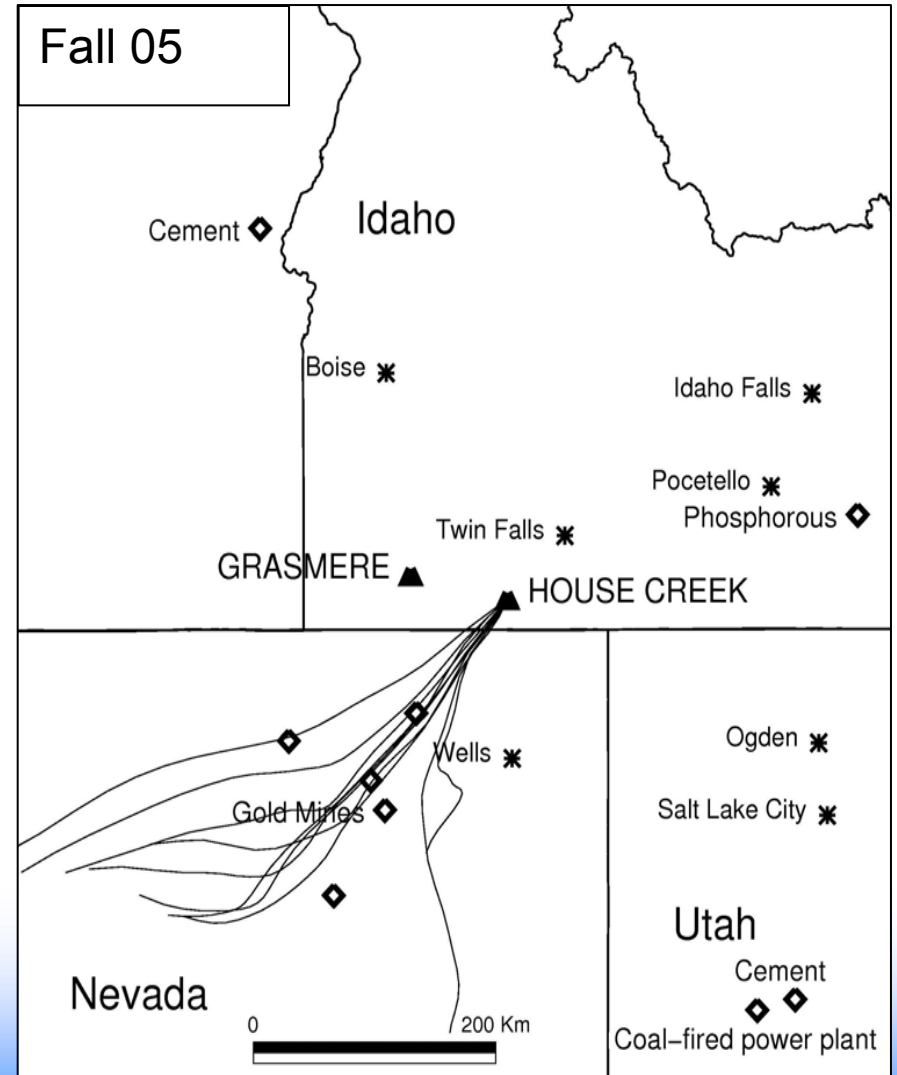 Fall 05
Idaho
Cement
Boise
Idaho Falls
Pocetello
Phosphorous
Twin Falls
GRASMERE
HOUSE CREEK
Wells
Ogden
Gold Mines
Salt Lake City
Utah
Cement
Nevada
0 200 Km
Coal-fired power plant